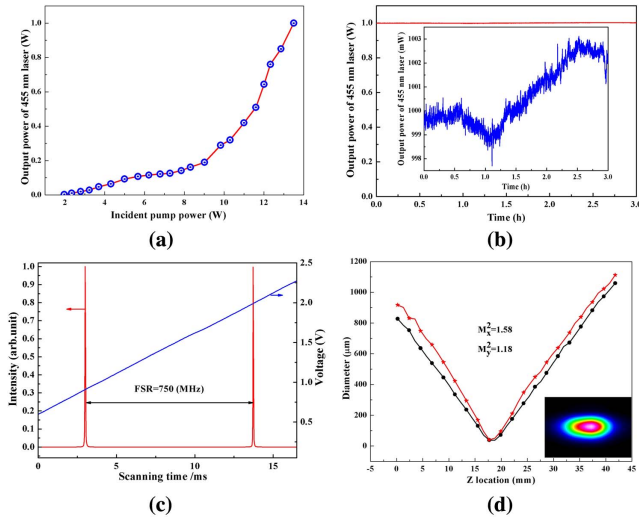 (a)
1.0
0.8
0.6
0.4
0.2
0.0
Output power of 455 nm laser (W)
0 2 4 6 8 10 12 14
Incident pump power (W)
(a)
(b)
1.0
0.8
0.6
0.4
0.2
0.0
Output power of 455 nm laser (W)
1003
1002
1001
100
999
998
Output power of 455 nm laser (mW)
0.0 0.5 1.0 1.5 2.0 2.5 3.0
Time (h)
0.0 0.5 1.0 1.5 2.0 2.5 3.0
Time (h)
(b)
(c)
1.0
0.9
0.8
0.7
0.6
0.5
0.4
0.3
0.2
0.1
0.0
Intensity (arb.unit)
FSR=750 (MHz)
2.5
2.0
1.5
1.0
0.5
Voltage (V)
0 5 10 15
Scanning time /ms
(c)
(d)
1200
1000
800
600
400
200
0
Diameter (μm)
M²x=1.58
M²y=1.18
-5 0 5 10 15 20 25 30 35 40 45
Z location (mm)
(d)